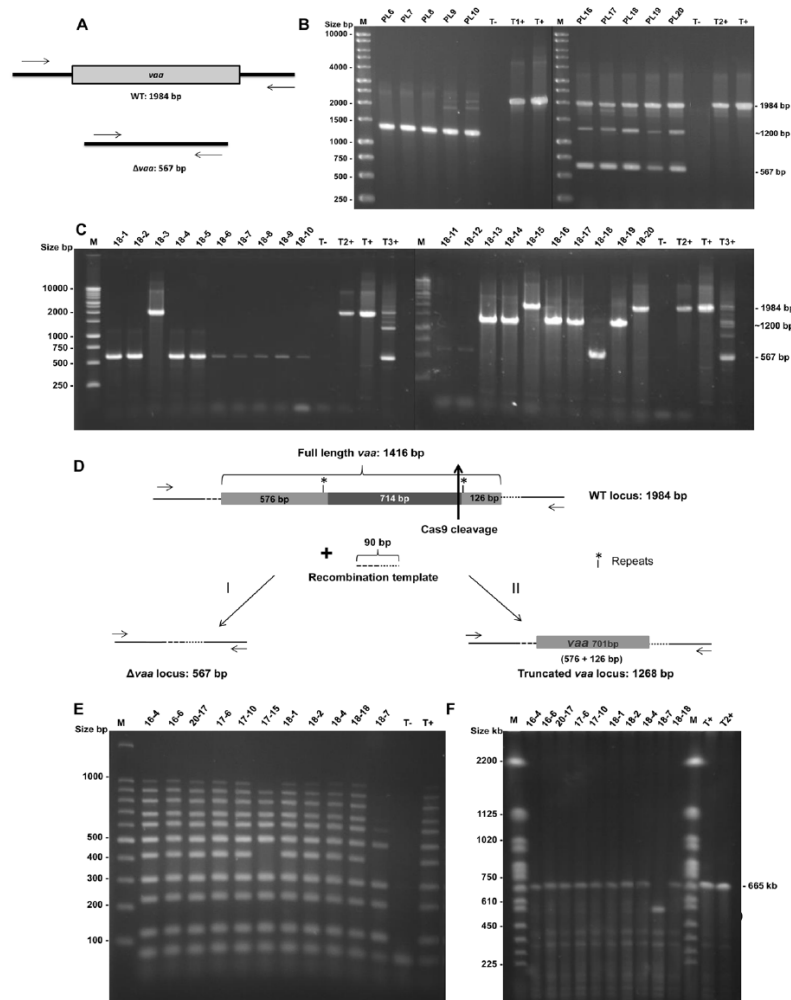 A
vaa
WT: 1984 bp
Δvaa: 567 bp
B
Size bp
M
PL6
PL7
PL8
PL9
PL10
T-
T1+
T+
PL16
PL17
PL18
PL19
PL20
T-
T2+
T+
10000 -
4000 -
2000 -
1500 -
1000 -
750 -
500 -
250 -
- 1984 bp
-~1200 bp
- 567 bp
C
Size bp
M
18-1
18-2
18-3
18-4
18-5
18-6
18-7
18-8
18-9
18-10
T-
T2+
T+
T3+
M
18-11
18-12
18-13
18-14
18-15
18-16
18-17
18-18
18-19
18-20
T-
T2+
T+
T3+
10000 -
2000 -
1000 -
750 -
500 -
250 -
- 1984 bp
-~1200 bp
- 567 bp
D
Full length vaa: 1416 bp
*
*
576 bp
714 bp
126 bp
WT locus: 1984 bp
Cas9 cleavage
+
90 bp
Recombination template
* Repeats
I
II
vaa 701bp
(576 + 126 bp)
Δvaa locus: 567 bp
Truncated vaa locus: 1268 bp
E
Size bp
M
18-4
16-6
20-17
17-6
17-10
17-15
18-1
18-2
18-4
18-18
18-7
T-
T+
1000 -
500 -
400 -
300 -
200 -
100 -
F
Size kb
M
16-4
16-6
20-17
17-6
17-10
18-1
18-2
18-4
18-7
18-18
M
T+
T2+
2200 -
1125 -
1020 -
750 -
610 -
450 -
225 -
- 665 kb